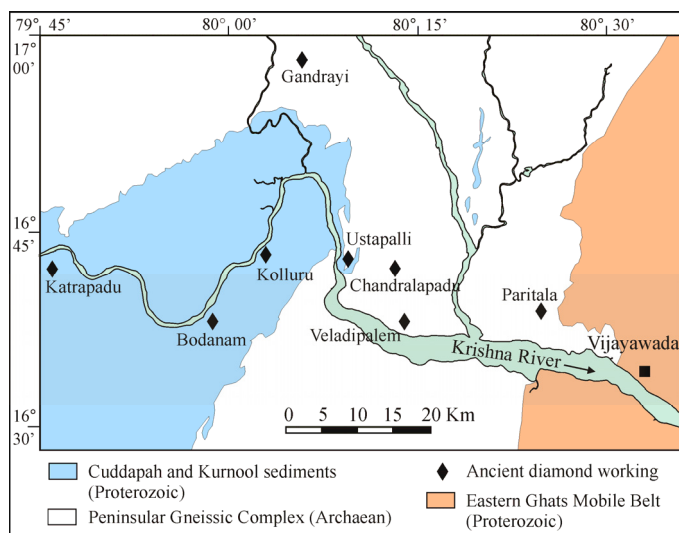 79° 45'
80° 00'
80° 15'
80° 30'
17°
00'
Gandrayi
16°
45'
Ustapalli
Kolluru
Chandralapadu
Katrapadu
Paritala
Bodanam
Veladipalem
Vijayawada
Krishna River
16°
30'
0 5 10 15 20 Km
Cuddapah and Kurnool sediments
(Proterozoic)
Ancient diamond working
Peninsular Gneissic Complex (Archaean)
Eastern Ghats Mobile Belt
(Proterozoic)